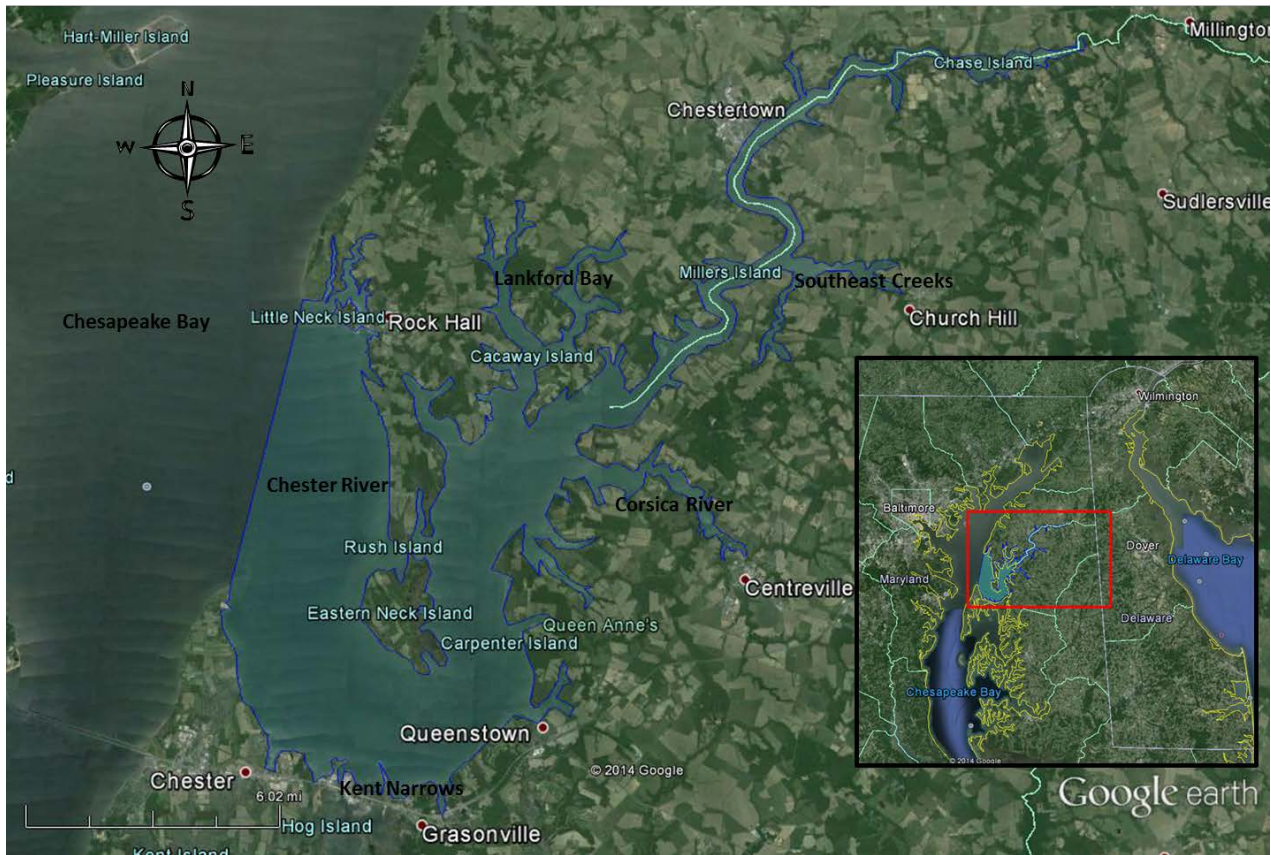 Hart-Miller Island
Pleasure Island
N
W
E
S
Millington
Chase Island
Chestertown
Sudlersville
Lankford Bay
Millers Island
Southeast Creeks
Chesapeake Bay
Little Neck Island
Rock Hall
Church Hill
Cacaway Island
Chester River
Corsica River
Rush Island
Centreville
Eastern Neck Island
Queen Anne's
Carpenter Island
Queenstown
© 2014 Google
Chester
6.02 mi
Kent Narrows
Hog Island
Grasonville
Kent Island
Wilmington
Baltimore
Dover
Delaware Bay
Maryland
Delaware
Chesapeake Bay
© 2014 Google
Google earth